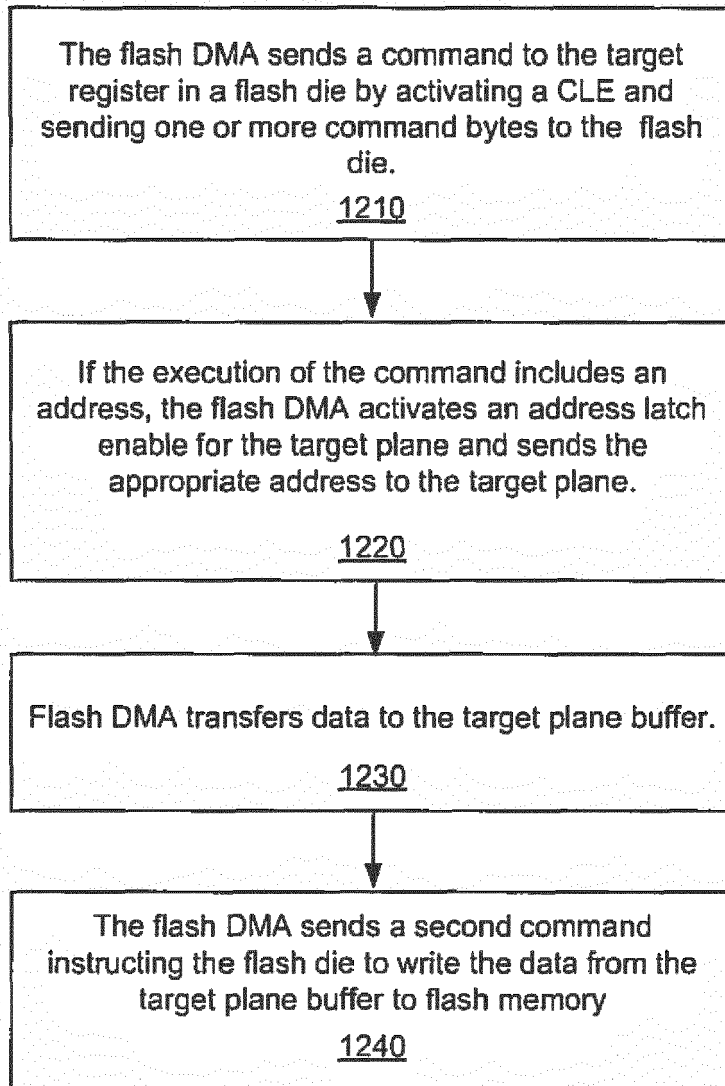 The flash DMA sends a command to the target
register in a flash die by activating a CLE and
sending one or more command bytes to the flash
die.
1210
If the execution of the command includes an
address, the flash DMA activates an address latch
enable for the target plane and sends the
appropriate address to the target plane.
1220
Flash DMA transfers data to the target plane buffer.
1230
The flash DMA sends a second command
instructing the flash die to write the data from the
target plane buffer to flash memory
1240